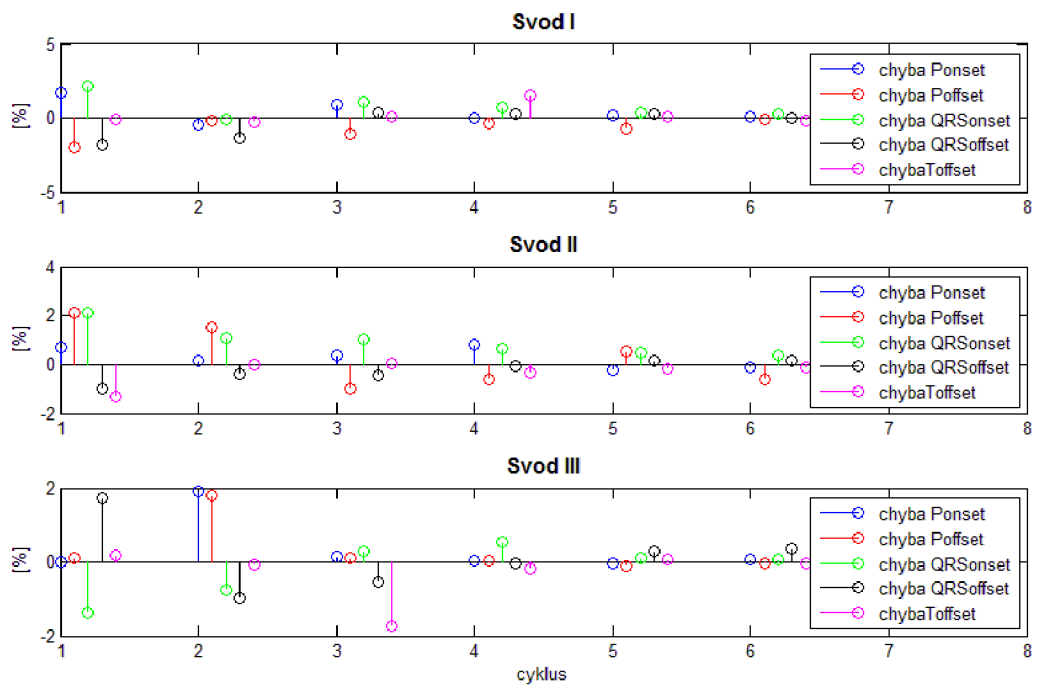 Svod I
5
0
-5
[%]
1 2 3 4 5 6 7 8
chyba Ponset
chyba Poffset
chyba QRSonset
chyba QRSoffset
chybaToffset
Svod II
4
2
0
-2
[%]
1 2 3 4 5 6 7 8
chyba Ponset
chyba Poffset
chyba QRSonset
chyba QRSoffset
chybaToffset
Svod III
2
0
-2
[%]
1 2 3 4 5 6 7 8
cyklus
chyba Ponset
chyba Poffset
chyba QRSonset
chyba QRSoffset
chybaToffset